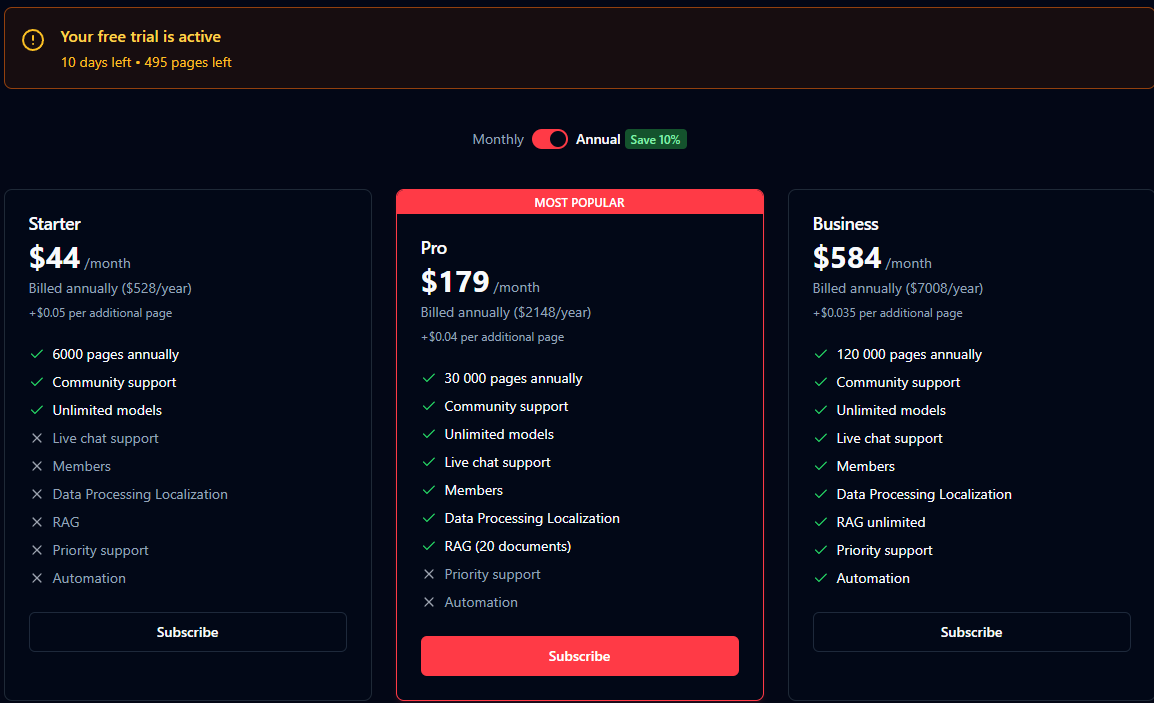 Your free trial is active
10 days left • 495 pages left
Monthly Annual Save 10%
Starter
$44 /month
Billed annually ($528/year)
+$0.05 per additional page
6000 pages annually
Community support
Unlimited models
Live chat support
Members
Data Processing Localization
RAG
Priority support
Automation
Subscribe
MOST POPULAR
Pro
$179 /month
Billed annually ($2148/year)
+$0.04 per additional page
30 000 pages annually
Community support
Unlimited models
Live chat support
Members
Data Processing Localization
RAG (20 documents)
Priority support
Automation
Subscribe
Business
$584 /month
Billed annually ($7008/year)
+$0.035 per additional page
120 000 pages annually
Community support
Unlimited models
Live chat support
Members
Data Processing Localization
RAG unlimited
Priority support
Automation
Subscribe